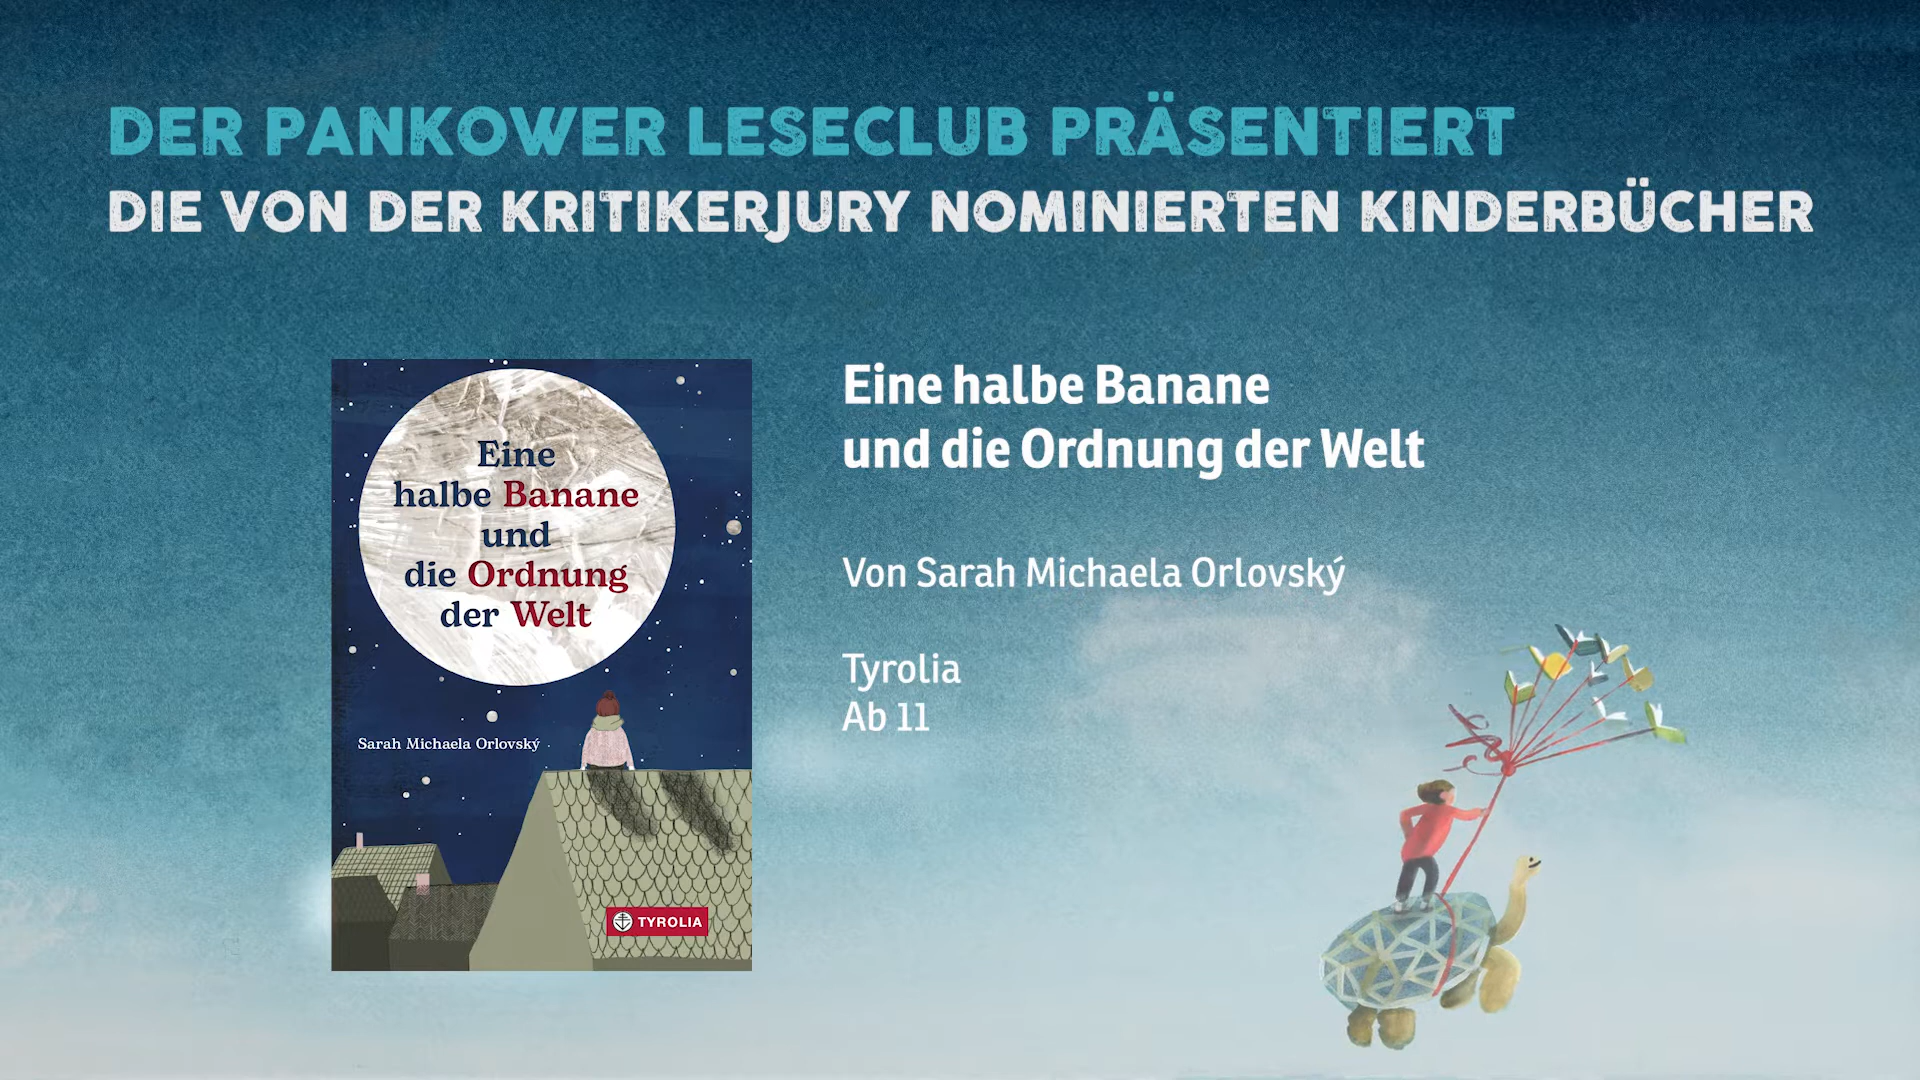 DER PANKOWER LESECLUB PRÄSENTIERT
DIE VON DER KRITIKERJURY NOMINIERTEN KINDERBÜCHER
Eine
halbe Banane
und
die Ordnung
der Welt
Sarah Michaela Orlovský
TYROLIA
Eine halbe Banane
und die Ordnung der Welt
Von Sarah Michaela Orlovský
Tyrolia
Ab 11